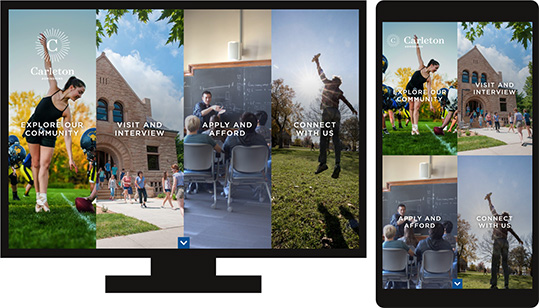 C
Carleton
EXPLORE OUR
COMMUNITY
VISIT AND
INTERVIEW
APPLY AND
AFFORD
CONNECT
WITH US
C
Carleton
EXPLORE OUR
COMMUNITY
VISIT AND
INTERVIEW
APPLY AND
AFFORD
CONNECT
WITH US